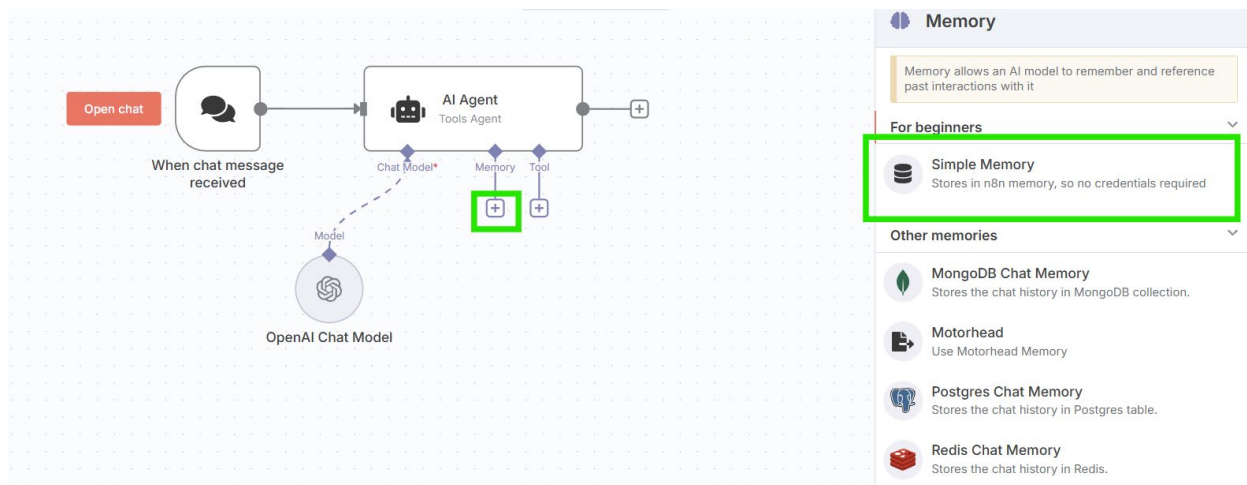 Open chat
When chat message
received
AI Agent
Tools Agent
Chat Model*
Memory
Tool
Model
OpenAI Chat Model
Memory
Memory allows an AI model to remember and reference
past interactions with it
For beginners
Simple Memory
Stores in n8n memory, so no credentials required
Other memories
MongoDB Chat Memory
Stores the chat history in MongoDB collection.
Motorhead
Use Motorhead Memory
Postgres Chat Memory
Stores the chat history in Postgres table.
Redis Chat Memory
Stores the chat history in Redis.